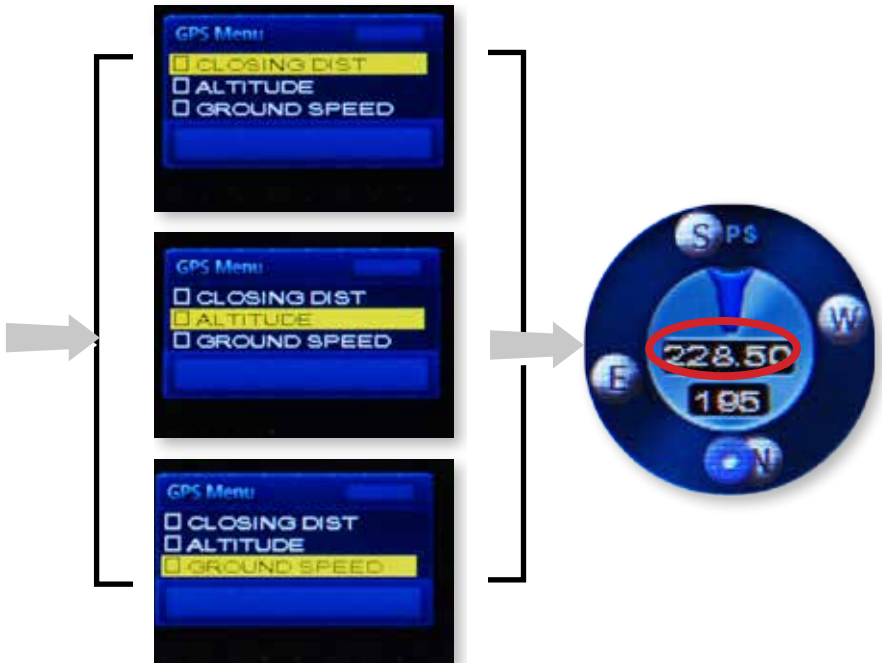 GPS Menu
CLOSING DIST
ALTITUDE
GROUND SPEED
GPS Menu
CLOSING DIST
ALTITUDE
GROUND SPEED
GPS Menu
CLOSING DIST
ALTITUDE
GROUND SPEED
S PS
W
228.50
E
195
N